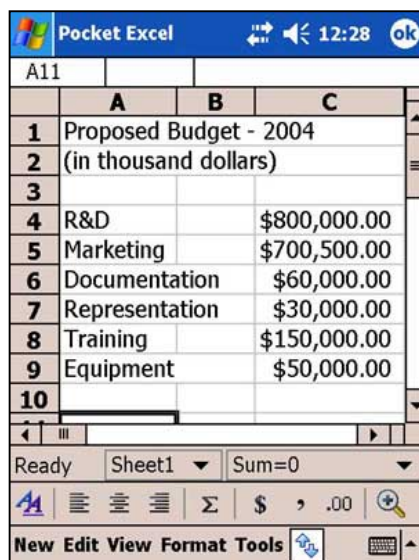 Pocket Excel 12:28 ok
A11
A B C
1 Proposed Budget - 2004
2 (in thousand dollars)
3
4 R&D $800,000.00
5 Marketing $700,500.00
6 Documentation $60,000.00
7 Representation $30,000.00
8 Training $150,000.00
9 Equipment $50,000.00
10
Ready Sheet1 Sum=0
A Σ $ , .00
New Edit View Format Tools